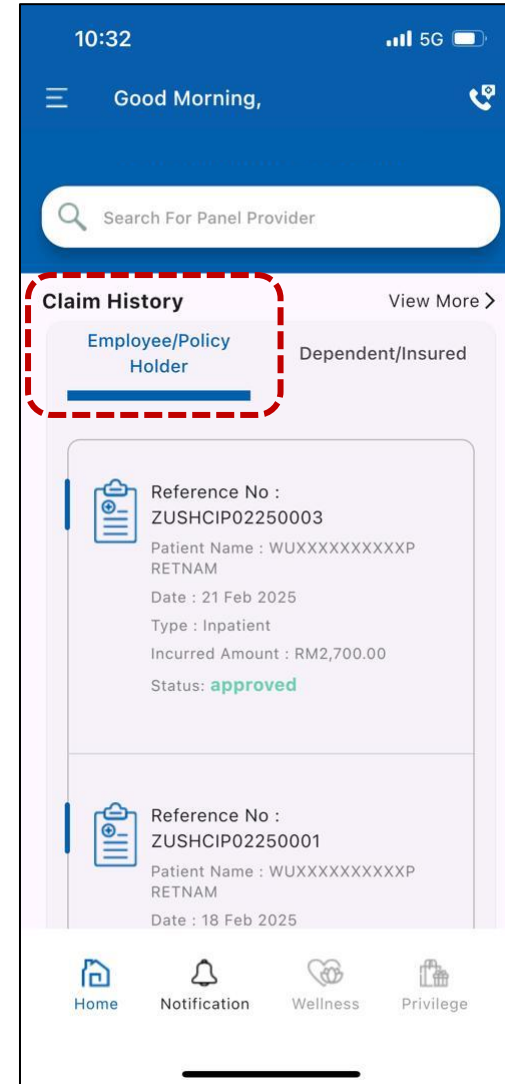 10:32 5G
Good Morning,
Search For Panel Provider
Claim History View More >
Employee/Policy
Holder
Dependent/Insured
Reference No :
ZUSHCIP02250003
Patient Name : WUXXXXXXXXXXP
RETNAM
Date : 21 Feb 2025
Type : Inpatient
Incurred Amount : RM2,700.00
Status: approved
Reference No :
ZUSHCIP02250001
Patient Name : WUXXXXXXXXXXP
RETNAM
Date : 18 Feb 2025
Home Notification Wellness Privilege